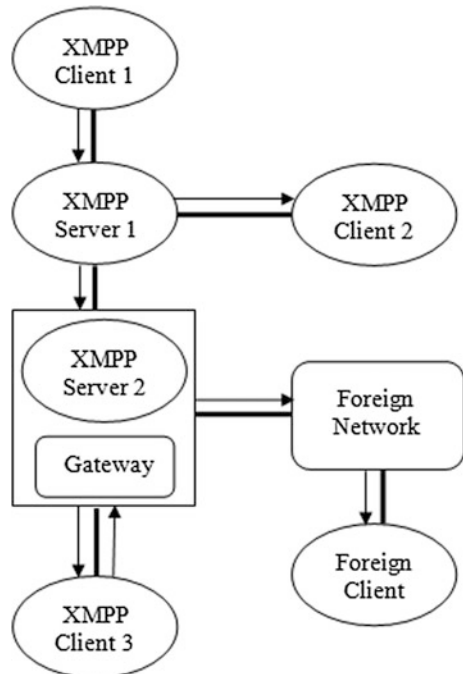 XMPP
Client 1
XMPP
Server 1
XMPP
Client 2
XMPP
Server 2
Gateway
Foreign
Network
XMPP
Client 3
Foreign
Client